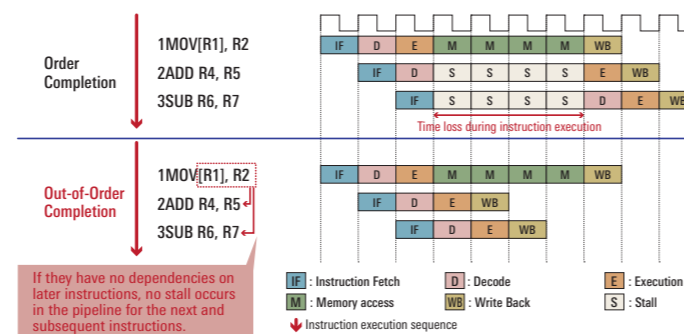 Order
Completion
1MOV[R1], R2
2ADD R4, R5
3SUB R6, R7
IF D E M M M M WB
IF D S S S S E WB
IF S S S S D E WB
Time loss during instruction execution
Out-of-Order
Completion
1MOV[R1], R2
2ADD R4, R5
3SUB R6, R7
IF D E M M M M WB
IF D E WB
IF D E WB
If they have no dependencies on
later instructions, no stall occurs
in the pipeline for the next and
subsequent instructions.
IF : Instruction Fetch D : Decode E : Execution
M : Memory access WB : Write Back S : Stall
Instruction execution sequence